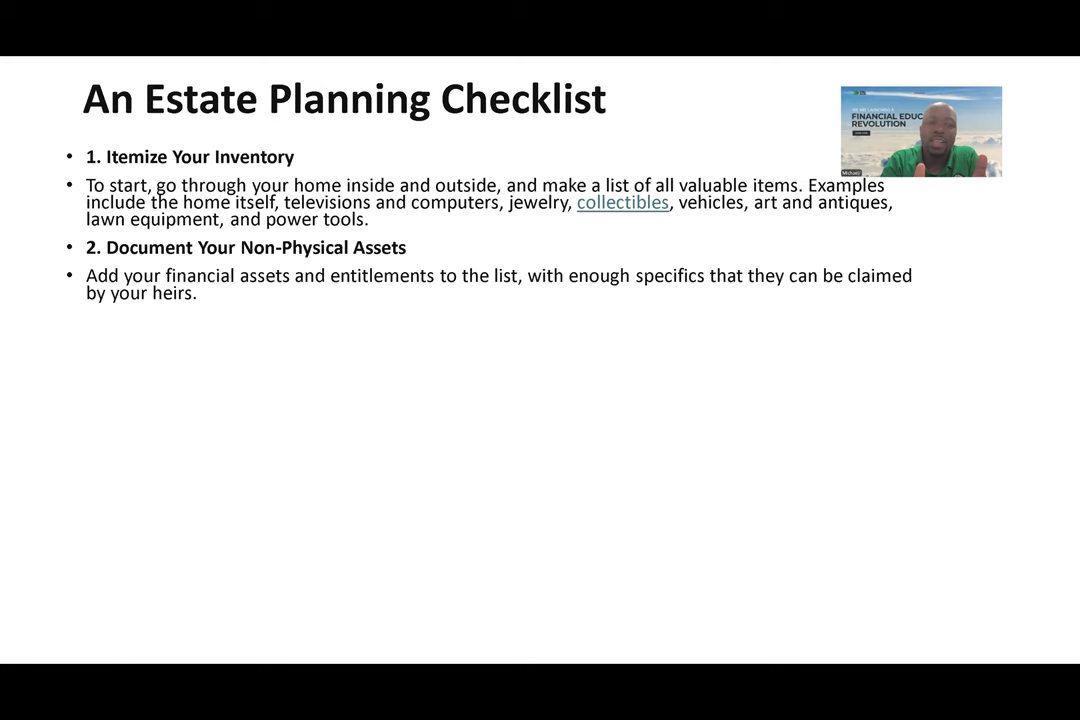 An Estate Planning Checklist
WE ARE LAUNCHING A
FINANCIAL EDUC
REVOLUTION
• 1. Itemize Your Inventory
• To start, go through your home inside and outside, and make a list of all valuable items. Examples
include the home itself, televisions and computers, jewelry, collectibles, vehicles, art and antiques,
lawn equipment, and power tools.
• 2. Document Your Non-Physical Assets
• Add your financial assets and entitlements to the list, with enough specifics that they can be claimed
by your heirs.